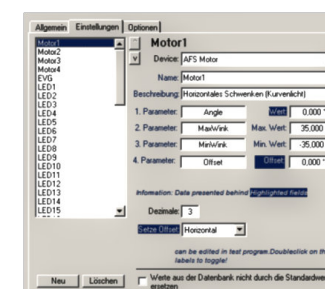 Allgemein Einstellungen Optionen
Motor1
Motor2
Motor3
Motor4
EVG
LED1
LED2
LED3
LED4
LED5
LED6
LED7
LED8
LED9
LED10
LED11
LED12
LED13
LED14
LED15
Neu Löschen
Motor1
V Device: AFS Motor
Name: Motor1
Beschreibung: Horizontales Schwenken (Kurvenlicht)
1. Parameter: Angle Wert: 0,000 °
2. Parameter: MaxWink Max. Wert: 35,000
3. Parameter: MinWink Min. Wert: -35,000
4. Parameter: Offset Offset: 0,000 °
Infomation: Data presented behind Highlighted fields
Dezimale: 3
Setze Offset: Horizontal
can be edited in test program.Doubleclick on th
labels to toggle!
Werte aus der Datenbank nicht durch die Standardwe
ersetzen